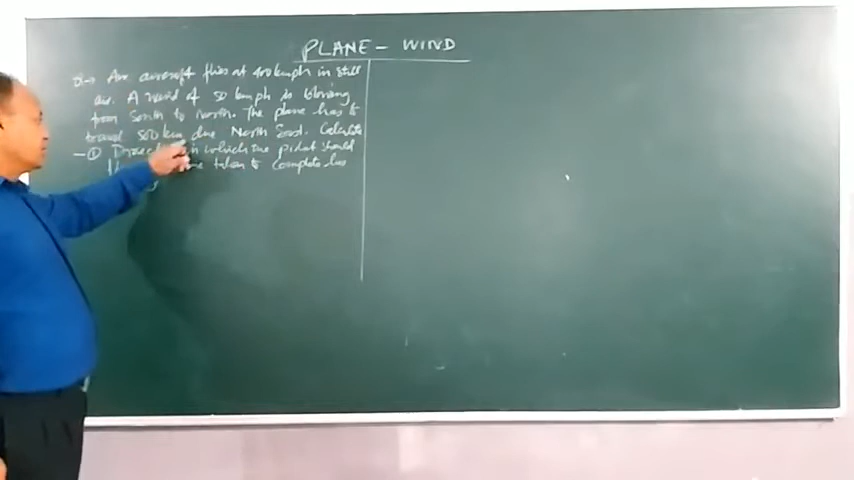 PLANE - WIND
An aircraft flies at 400 kmph in still
air. A wind of 50 kmph is blowing
from South to North. The plane has to
travel 500 km due North East. Calculate
in which the pilot should
taken to complete his